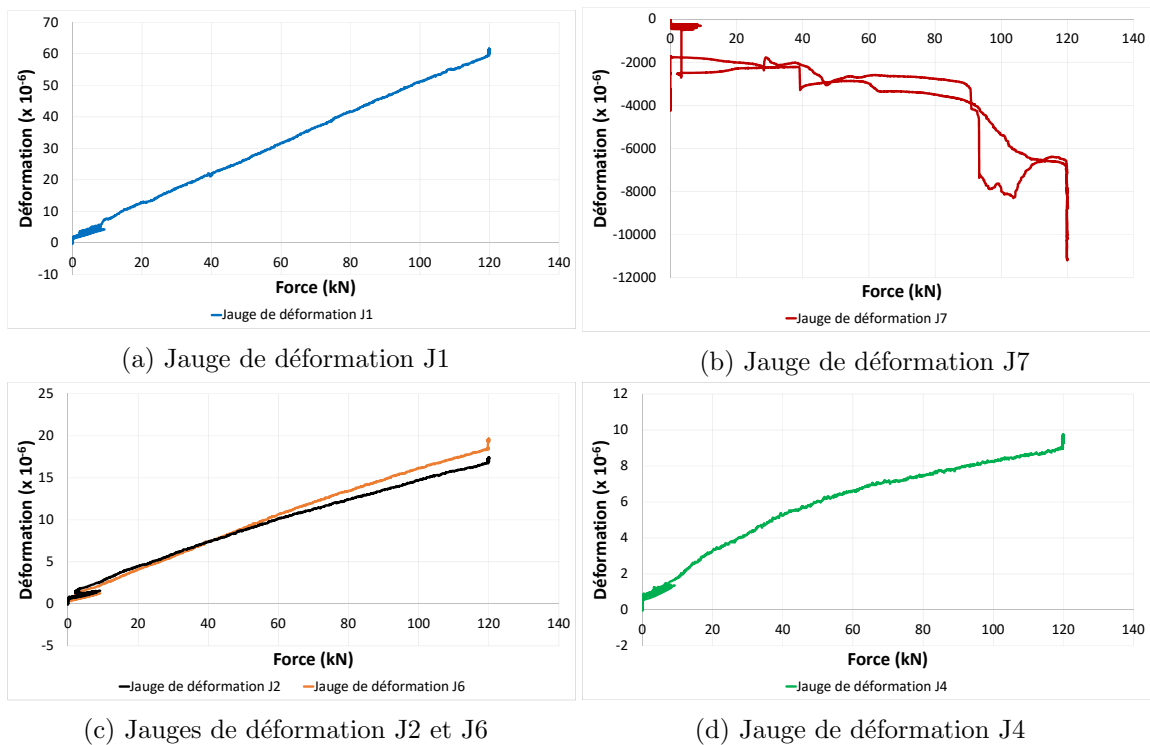 70
60
50
40
30
20
10
0
-10
0 20 40 60 80 100 120 140
Déformation (x 10⁻⁶)
Force (kN)
Jauge de déformation J1
(a) Jauge de déformation J1
0
-2000
-4000
-6000
-8000
-10000
-12000
0 20 40 60 80 100 120 140
Déformation (x 10⁻⁶)
Force (kN)
Jauge de déformation J7
(b) Jauge de déformation J7
25
20
15
10
5
0
-5
0 20 40 60 80 100 120 140
Déformation (x 10⁻⁶)
Force (kN)
Jauge de déformation J2 Jauge de déformation J6
(c) Jauges de déformation J2 et J6
12
10
8
6
4
2
0
-2
0 20 40 60 80 100 120 140
Déformation (x 10⁻⁶)
Force (kN)
Jauge de déformation J4
(d) Jauge de déformation J4